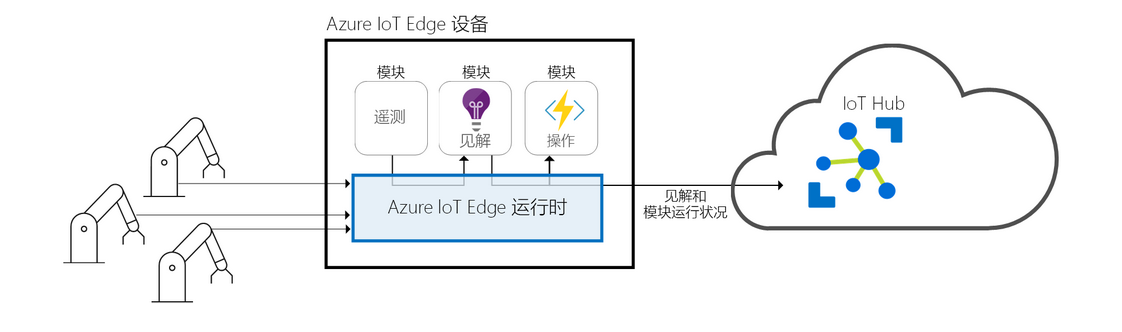 Azure IoT Edge 设备
模块 模块 模块
遥测
见解
操作
Azure IoT Edge 运行时
见解和
模块运行状况
IoT Hub